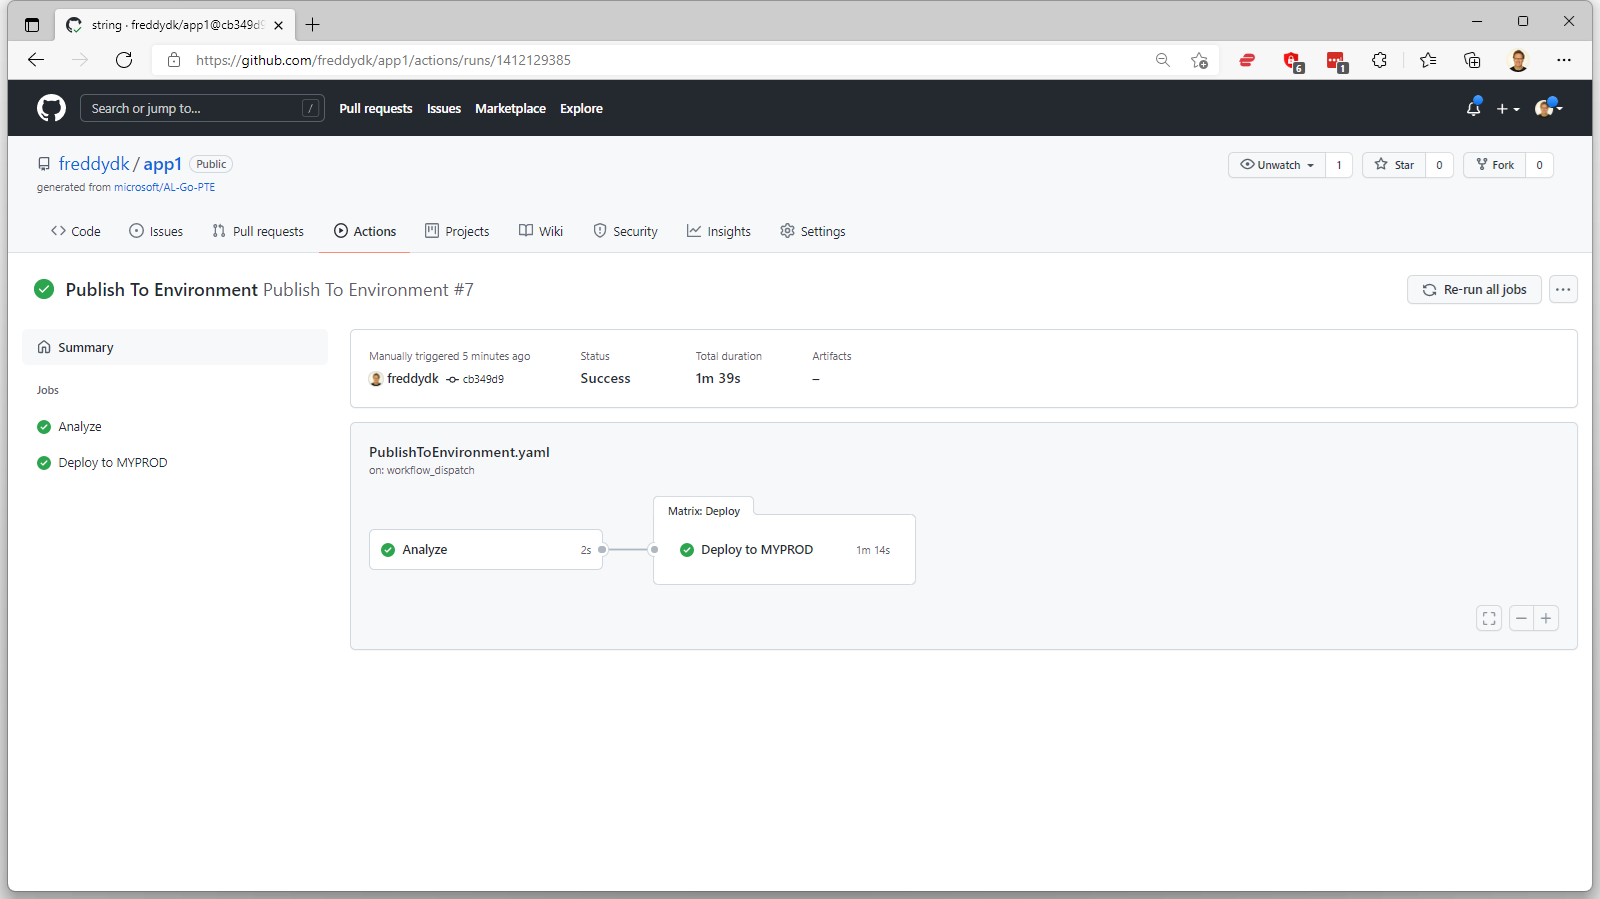 string · freddydk/app1@cb349d9
https://github.com/freddydk/app1/actions/runs/1412129385
6
1
Search or jump to...
/
Pull requests
Issues
Marketplace
Explore
freddydk / app1
Public
generated from microsoft/AL-Go-PTE
Unwatch
1
Star
0
Fork
0
Code
Issues
Pull requests
Actions
Projects
Wiki
Security
Insights
Settings
Publish To Environment Publish To Environment #7
Re-run all jobs
Summary
Jobs
Analyze
Deploy to MYPROD
Manually triggered 5 minutes ago
freddydk cb349d9
Status
Success
Total duration
1m 39s
Artifacts
–
PublishToEnvironment.yaml
on: workflow_dispatch
Analyze
2s
Matrix: Deploy
Deploy to MYPROD
1m 14s